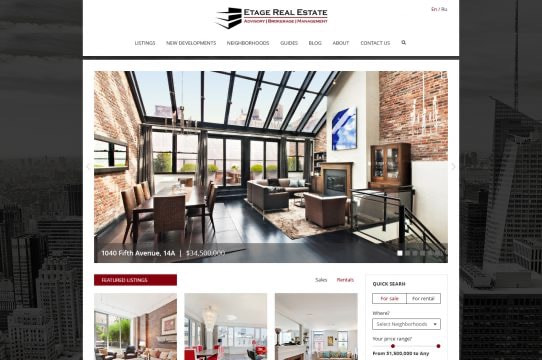 ETAGE REAL ESTATE
ADVISORY | BROKERAGE | MANAGEMENT
En / Ru
LISTINGS NEW DEVELOPMENTS NEIGHBORHOODS GUIDES BLOG ABOUT CONTACT US
1040 Fifth Avenue, 14A | $34,500,000
FEATURED LISTINGS
Sales Rentals
QUICK SEARH
For sale For rental
Where?
Select Neighborhoods
Your price range?
From $1,550,000 to Any